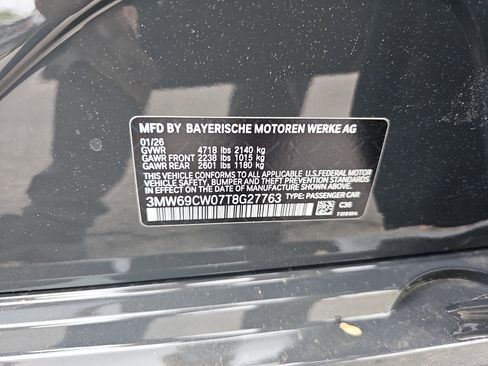 MFD BY BAYERISCHE MOTOREN WERKE AG
01/26
GVWR 4718 lbs 2140 kg
GAWR FRONT 2238 lbs 1015 kg
GAWR REAR 2601 lbs 1180 kg
THIS VEHICLE CONFORMS TO ALL APPLICABLE U.S. FEDERAL MOTOR
VEHICLE SAFETY, BUMPER AND THEFT PREVENTION STANDARDS
IN EFFECT ON THE DATE OF MANUFACTURE SHOWN ABOVE.
3MW69CW07T8G27763 TYPE: PASSENGER CAR
C36